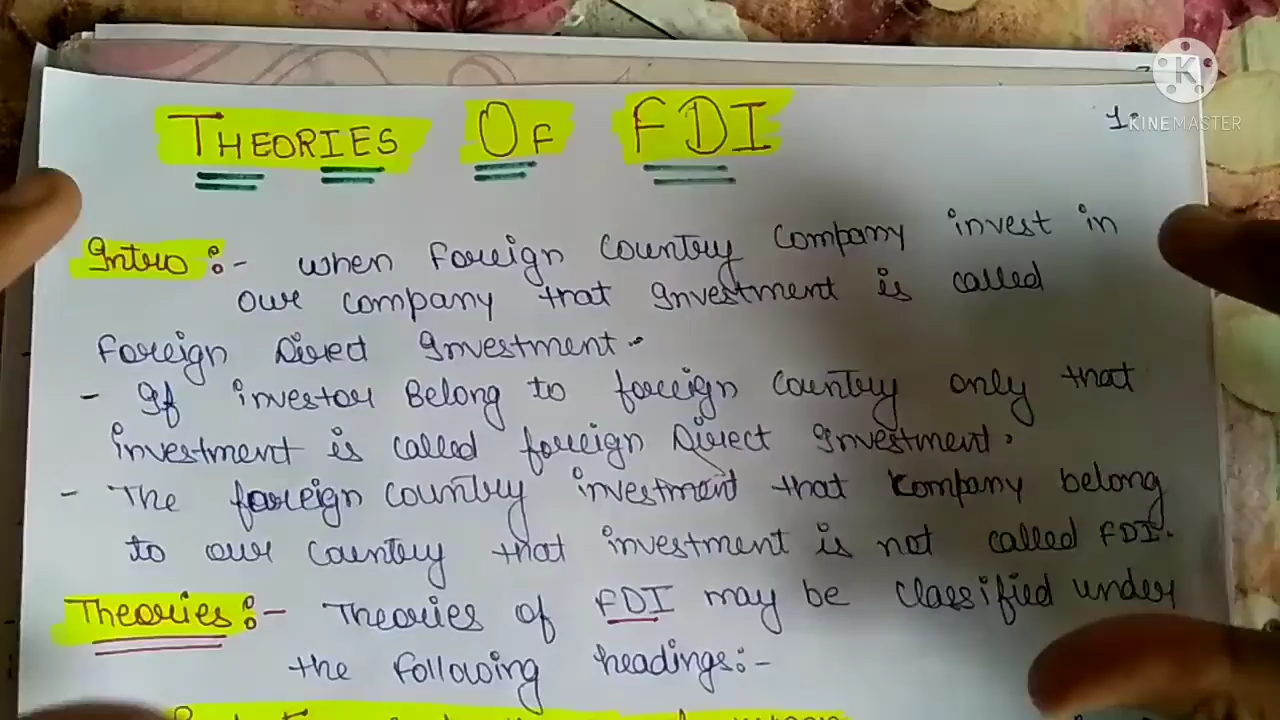 THEORIES OF FDI
1.
KINEMASTER
Intro :- when foreign country company invest in
our company that Investment is called
foreign Direct Investment.
- If investor Belong to foreign country only that
investment is called foreign Direct Investment.
- The foreign country investment that company belong
to our country that investment is not called FDI.
Theories :- Theories of FDI may be classified under
the following headings:-